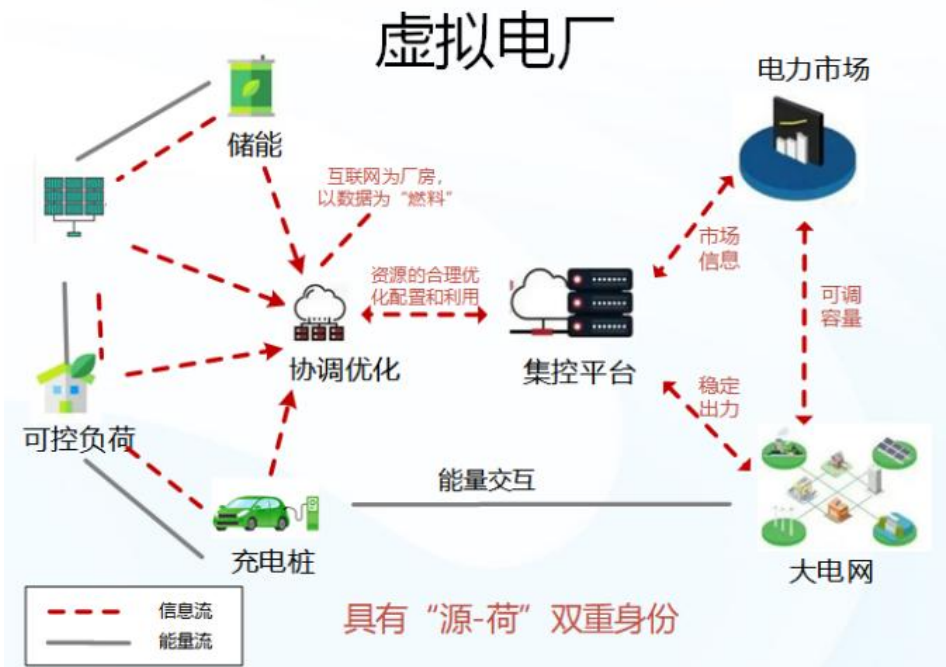 虚拟电厂
电力市场
储能
互联网为厂房,
以数据为“燃料”
市场
信息
资源的合理优
化配置和利用
可调
容量
协调优化
集控平台
稳定
出力
可控负荷
能量交互
充电桩
大电网
信息流
能量流
具有“源-荷”双重身份